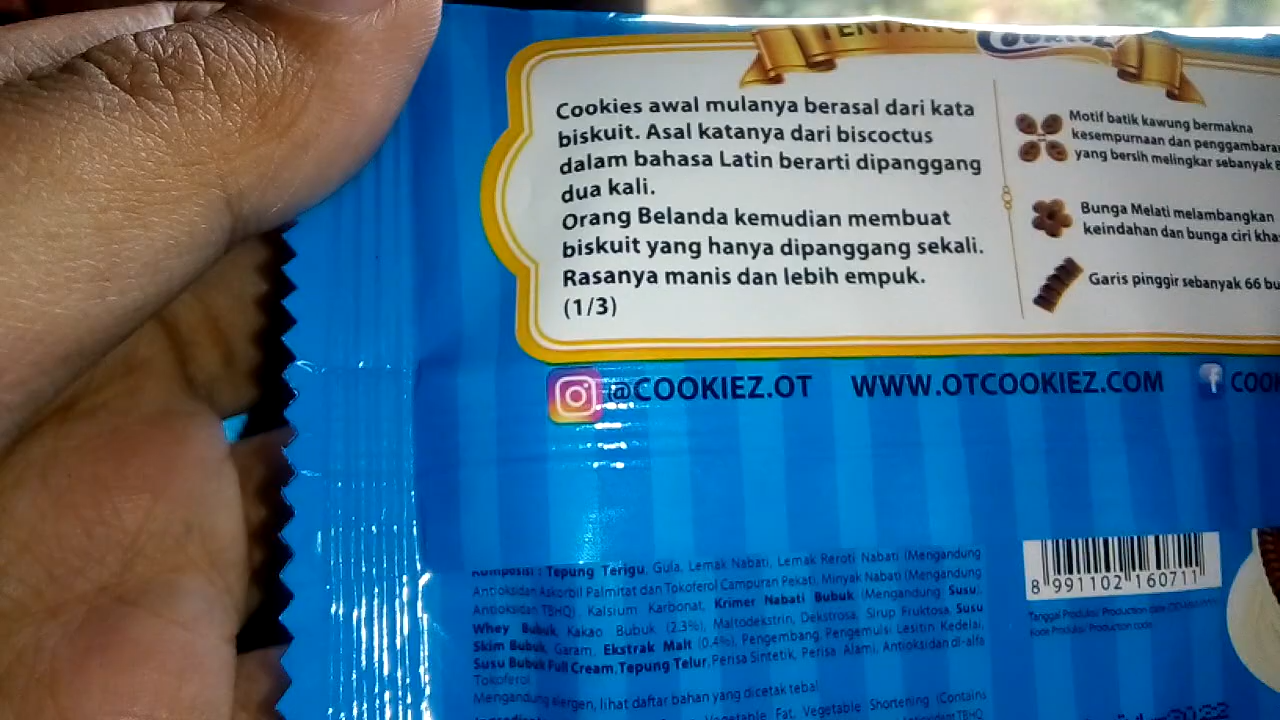 TENTANG
Cookies awal mulanya berasal dari kata
biskuit. Asal katanya dari biscoctus
dalam bahasa Latin berarti dipanggang
dua kali.
Orang Belanda kemudian membuat
biskuit yang hanya dipanggang sekali.
Rasanya manis dan lebih empuk.
(1/3)
Motif batik kawung bermakna
kesempurnaan dan penggambaran
yang bersih melingkar sebanyak
Bunga Melati melambangkan
keindahan dan bunga ciri
Garis pinggir sebanyak 66
@COOKIEZ.OT WWW.OTCOOKIEZ.COM
Komposisi : Tepung Terigu, Gula, Lemak Nabati, Lemak Reroti Nabati (Mengandung
Antioksidan Askorbil Palmitat dan Tokoferol Campuran Pekat), Minyak Nabati (Mengandung
Antioksidan TBHQ), Kalsium Karbonat, Krimer Nabati Bubuk (Mengandung Susu),
Whey Bubuk, Kakao Bubuk (2.3%), Maltodekstrin, Dekstrosa, Sirup Fruktosa, Susu
Skim Bubuk, Garam, Ekstrak Malt (0.4%), Pengembang, Pengemulsi Lesitin Kedelai,
Susu Bubuk Full Cream, Tepung Telur, Perisa Sintetik, Perisa Alami, Antioksidan dl-alfa
Tokoferol
Mengandung alergen, lihat daftar bahan yang dicetak tebal
Vegetable Fat, Vegetable Shortening (Contains
TBHQ
8 991102 160711
Tanggal Produksi/ Production date
Kode Produksi/ Production code